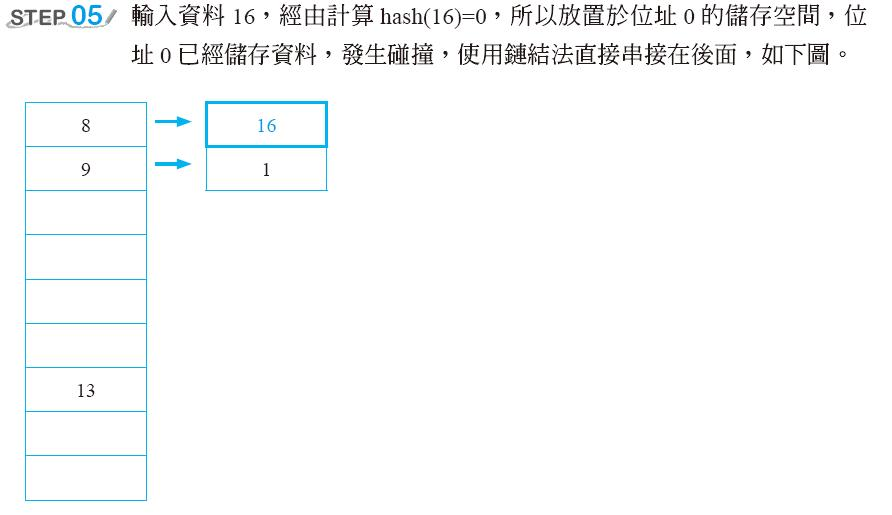 STEP 05 輸入資料 16，經由計算 hash(16)=0，所以放置於位址 0 的儲存空間，位
址 0 已經儲存資料，發生碰撞，使用鏈結法直接串接在後面，如下圖。
8 16
9 1
13